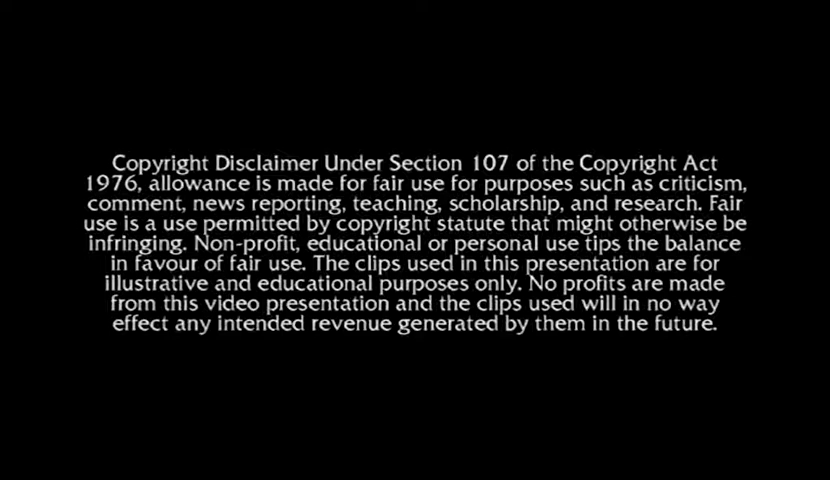 Copyright Disclaimer Under Section 107 of the Copyright Act
1976, allowance is made for fair use for purposes such as criticism,
comment, news reporting, teaching, scholarship, and research. Fair
use is a use permitted by copyright statute that might otherwise be
infringing. Non-profit, educational or personal use tips the balance
in favour of fair use. The clips used in this presentation are for
illustrative and educational purposes only. No profits are made
from this video presentation and the clips used will in no way
effect any intended revenue generated by them in the future.